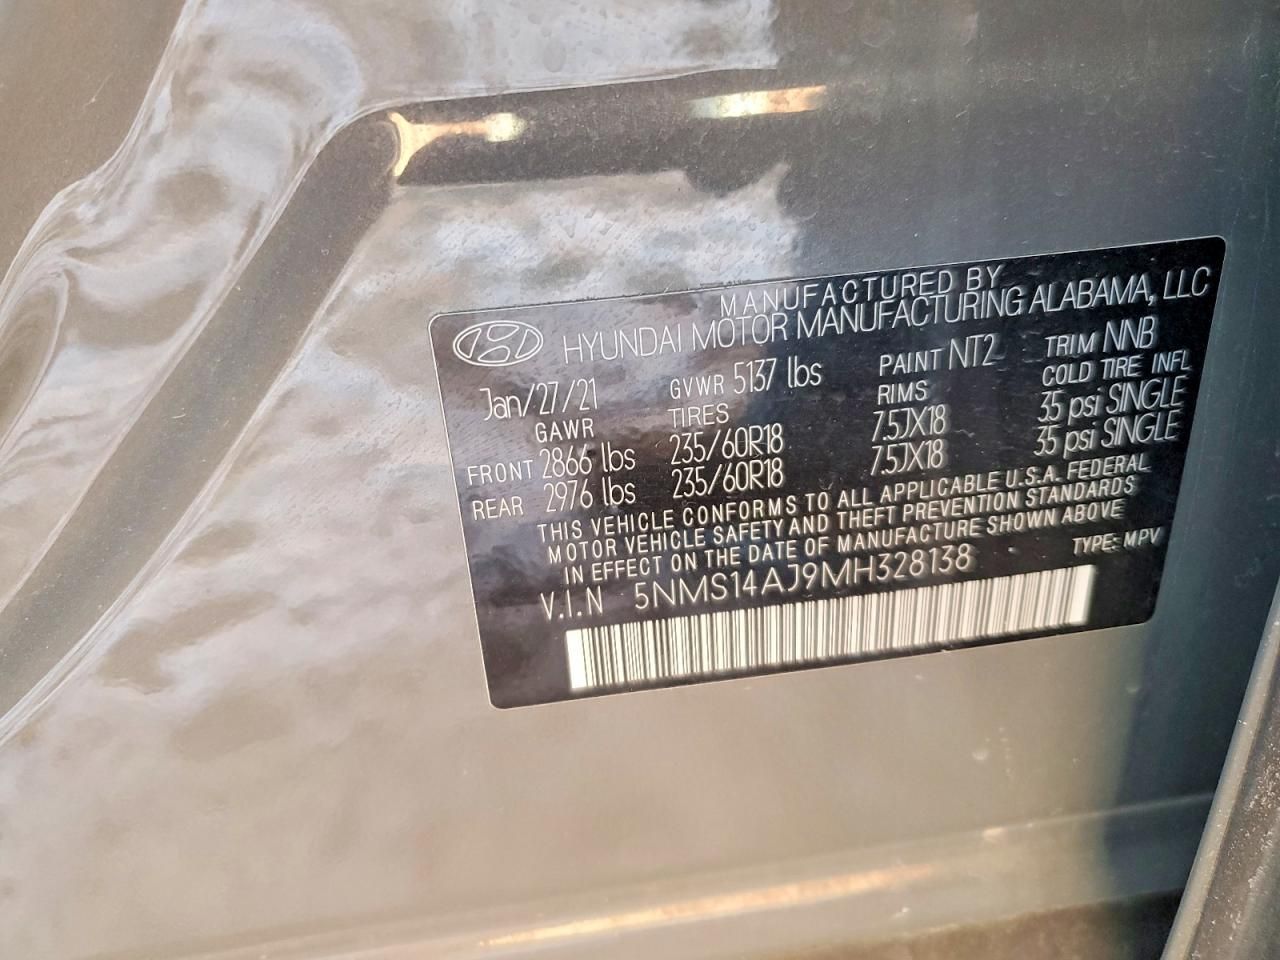 MANUFACTURED BY
HYUNDAI MOTOR MANUFACTURING ALABAMA, LLC
Jan/27/21 GVWR 5137 lbs PAINT NT2 TRIM NNB
GAWR TIRES RIMS COLD TIRE INFL
FRONT 2866 lbs 235/60R18 7.5JX18 35 psi SINGLE
REAR 2976 lbs 235/60R18 7.5JX18 35 psi SINGLE
THIS VEHICLE CONFORMS TO ALL APPLICABLE U.S.A. FEDERAL
MOTOR VEHICLE SAFETY AND THEFT PREVENTION STANDARDS
IN EFFECT ON THE DATE OF MANUFACTURE SHOWN ABOVE
V.I.N 5NMS14AJ9MH328138 TYPE: MPV